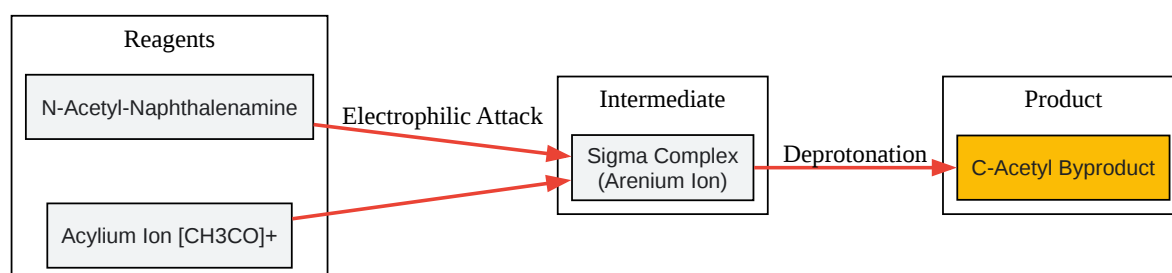 Reagents
N-Acetyl-Naphthalenamine
Acylium Ion [CH3CO]+
Electrophilic Attack
Intermediate
Sigma Complex
(Arenium Ion)
Deprotonation
Product
C-Acetyl Byproduct